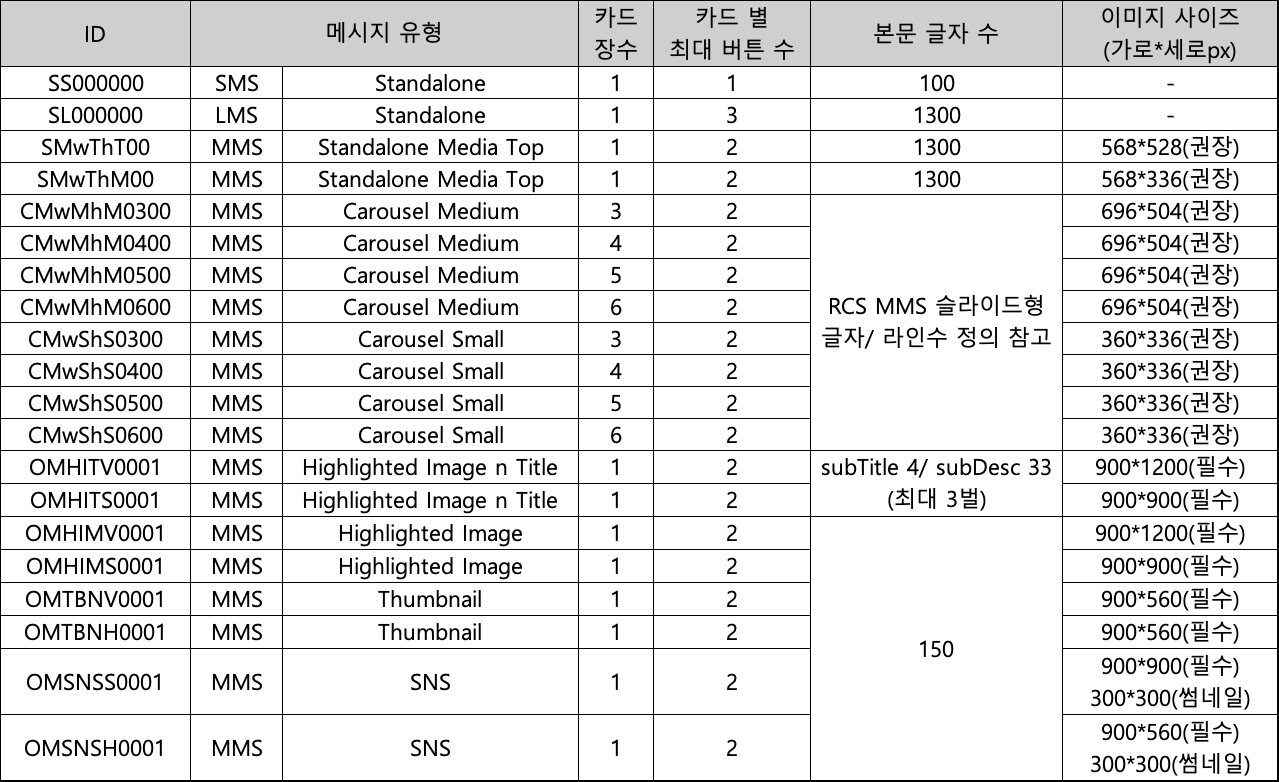 ID 메시지 유형 카드 장수 카드 별 최대 버튼 수 본문 글자 수 이미지 사이즈 (가로*세로px)
SS000000 SMS Standalone 1 1 100 -
SL000000 LMS Standalone 1 3 1300 -
SMwThT00 MMS Standalone Media Top 1 2 1300 568*528(권장)
SMwThM00 MMS Standalone Media Top 1 2 1300 568*336(권장)
CMwMhM0300 MMS Carousel Medium 3 2 696*504(권장)
CMwMhM0400 MMS Carousel Medium 4 2 696*504(권장)
CMwMhM0500 MMS Carousel Medium 5 2 696*504(권장)
CMwMhM0600 MMS Carousel Medium 6 2 RCS MMS 슬라이드형 696*504(권장)
CMwShS0300 MMS Carousel Small 3 2 글자/ 라인수 정의 참고 360*336(권장)
CMwShS0400 MMS Carousel Small 4 2 360*336(권장)
CMwShS0500 MMS Carousel Small 5 2 360*336(권장)
CMwShS0600 MMS Carousel Small 6 2 360*336(권장)
OMHITV0001 MMS Highlighted Image n Title 1 2 subTitle 4/ subDesc 33 900*1200(필수)
OMHITS0001 MMS Highlighted Image n Title 1 2 (최대 3벌) 900*900(필수)
OMHIMV0001 MMS Highlighted Image 1 2 900*1200(필수)
OMHIMS0001 MMS Highlighted Image 1 2 900*900(필수)
OMTBNV0001 MMS Thumbnail 1 2 900*560(필수)
OMTBNH0001 MMS Thumbnail 1 2 900*560(필수)
150
OMSNSS0001 MMS SNS 1 2 900*900(필수) 300*300(썸네일)
OMSNSH0001 MMS SNS 1 2 900*560(필수) 300*300(썸네일)